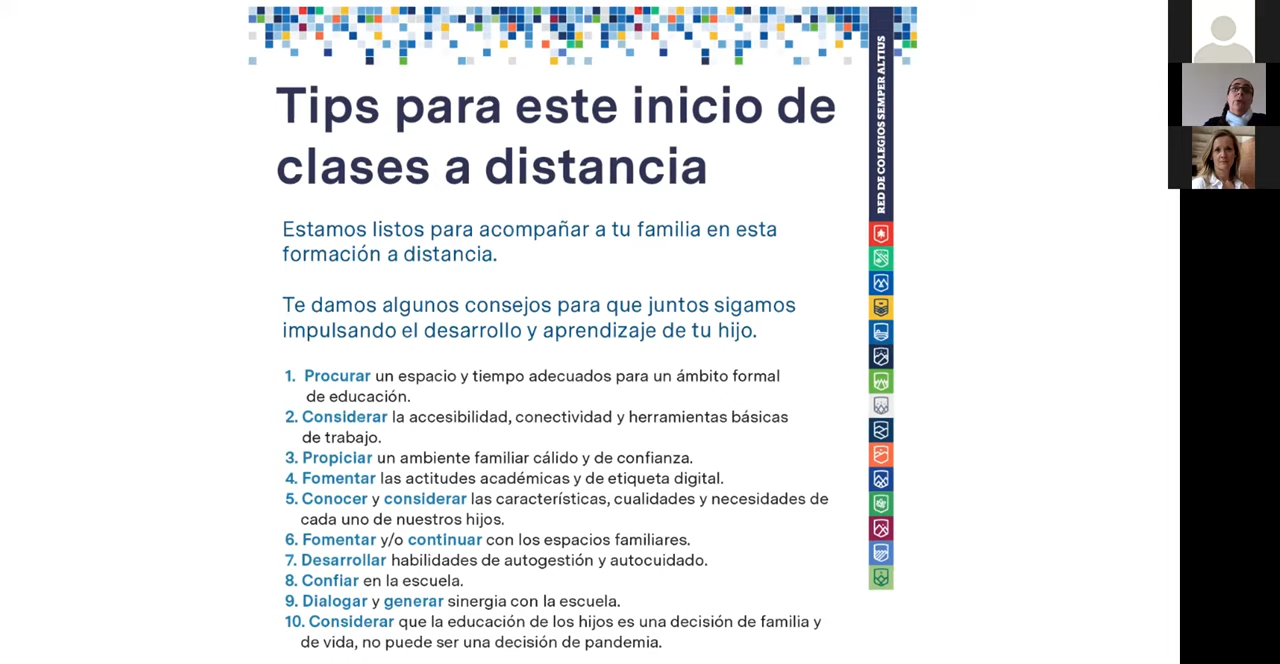 Tips para este inicio de
clases a distancia
RED DE COLEGIOS SEMPER ALTIUS
Estamos listos para acompañar a tu familia en esta
formación a distancia.
Te damos algunos consejos para que juntos sigamos
impulsando el desarrollo y aprendizaje de tu hijo.
1. Procurar un espacio y tiempo adecuados para un ámbito formal
de educación.
2. Considerar la accesibilidad, conectividad y herramientas básicas
de trabajo.
3. Propiciar un ambiente familiar cálido y de confianza.
4. Fomentar las actitudes académicas y de etiqueta digital.
5. Conocer y considerar las características, cualidades y necesidades de
cada uno de nuestros hijos.
6. Fomentar y/o continuar con los espacios familiares.
7. Desarrollar habilidades de autogestión y autocuidado.
8. Confiar en la escuela.
9. Dialogar y generar sinergia con la escuela.
10. Considerar que la educación de los hijos es una decisión de familia y
de vida, no puede ser una decisión de pandemia.